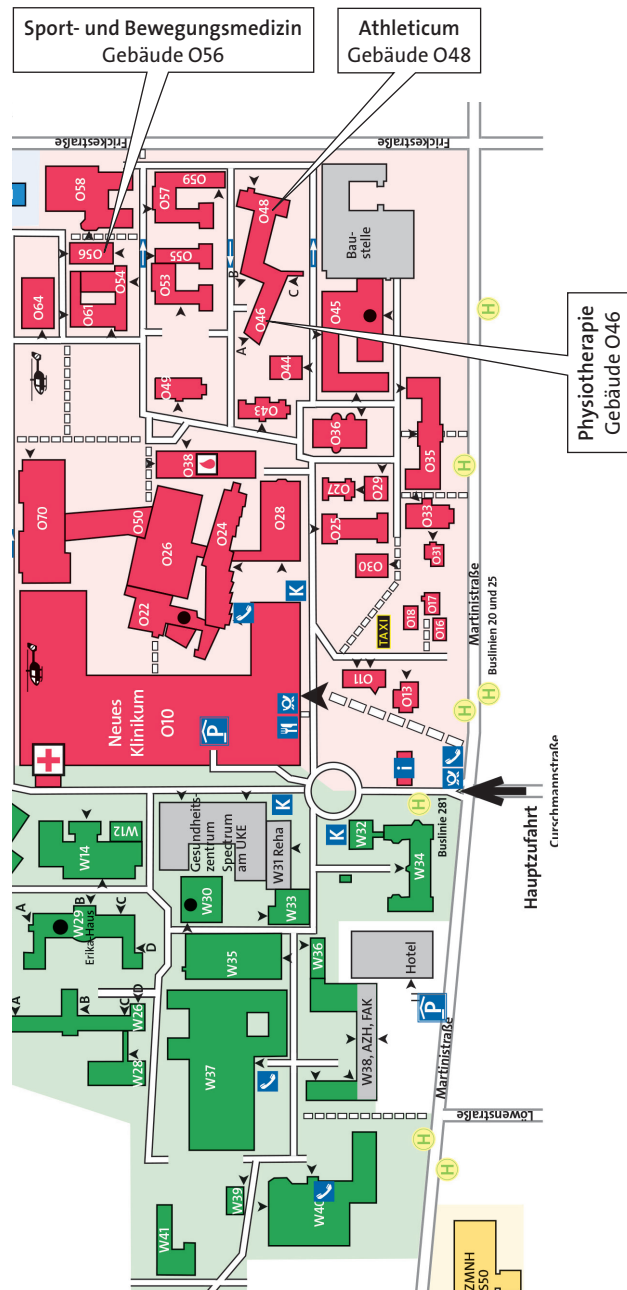 Sport- und Bewegungsmedizin
Gebäude O56
Athleticum
Gebäude O48
Frickestraße
Frickestraße
O58
O59
O57
O48
Bau-
stelle
O56
O55
O54
O53
B
C
O64
O61
O46
O45
A
H
Physiotherapie
Gebäude O46
O49
O44
O43
O36
O35
H
O38
O70
O50
O26
O24
O28
O27
O29
O25
O33
O31
O30
O22
K
TAXI
O18
O17
O16
Martinistraße
Buslinien 20 und 25
O11
O13
H
H
Neues
Klinikum
O10
P
i
Curschmannstraße
Hauptzufahrt
H
Buslinie 281
K
K
W12
W14
Gesundheits-
zentrum
Spectrum
am UKE
W31 Reha
W32
W34
W30
W33
A
B
C
D
W29
Erika-Haus
W35
W36
Hotel
P
A
B
C
D
W26
W28
W37
W38, AZH, FAK
Martinistraße
Löwenstraße
H
H
W39
W40
W41
ZMNH
S50